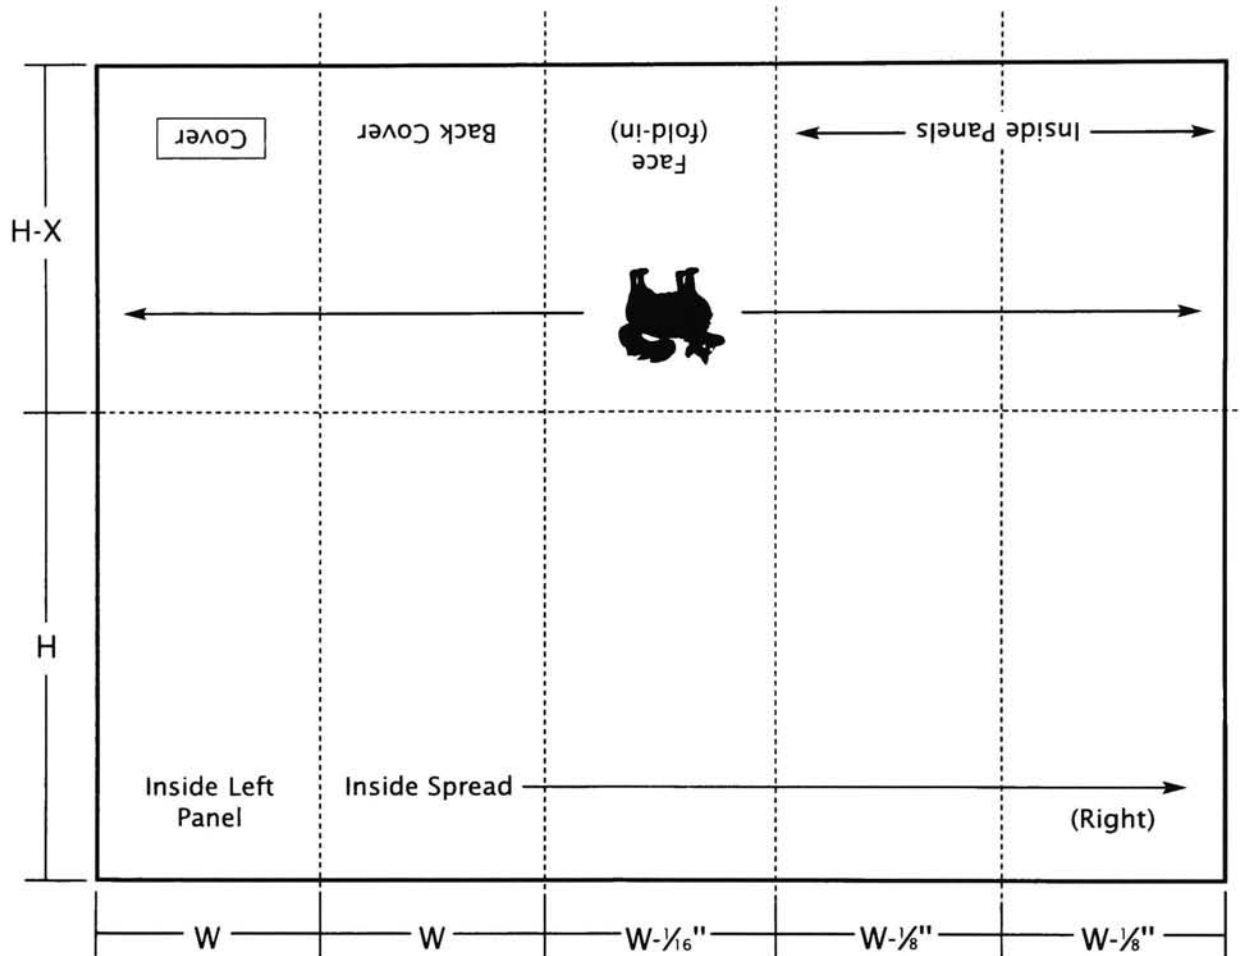 Cover
Back Cover
Face
(fold-in)
Inside Panels
H-X
H
Inside Left
Panel
Inside Spread
(Right)
W
W
W-1/16"
W-1/8"
W-1/8"